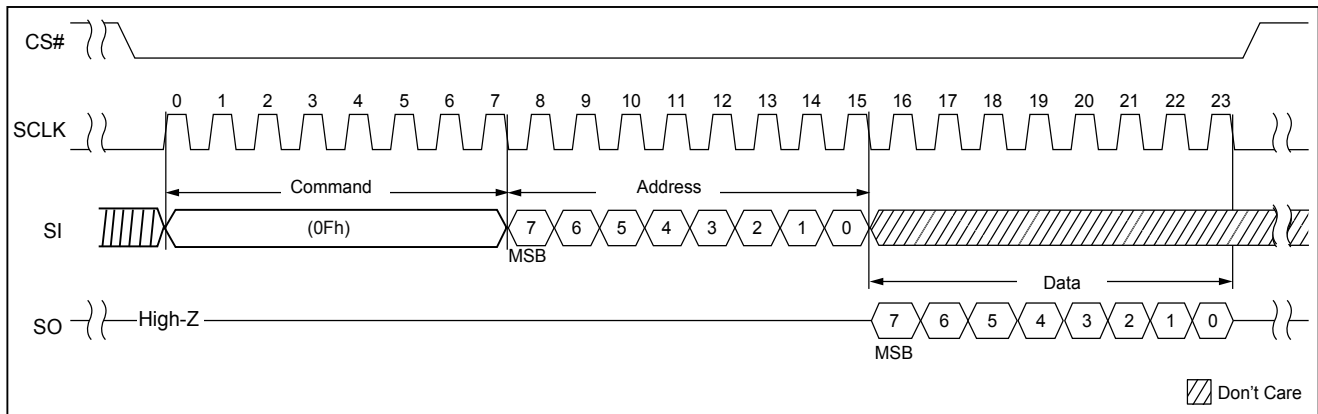 CS#
0 1 2 3 4 5 6 7 8 9 10 11 12 13 14 15 16 17 18 19 20 21 22 23
SCLK
Command Address
SI (0Fh) 7 6 5 4 3 2 1 0
MSB
Data
SO High-Z 7 6 5 4 3 2 1 0
MSB
Don't Care